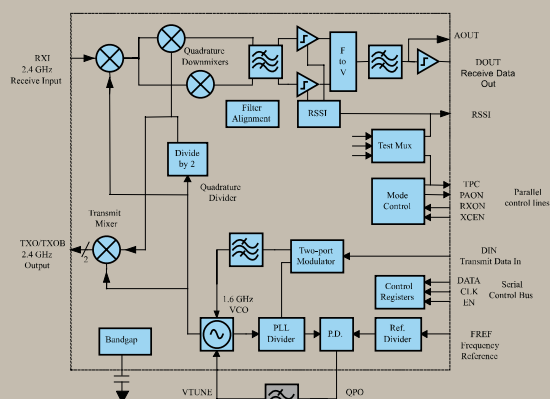 RXI
2.4 GHz
Receive Input
Quadrature
Downmixers
F
to
V
AOUT
DOUT
Receive Data
Out
Filter
Alignment
RSSI
RSSI
Test Mux
Divide
by 2
Quadrature
Divider
Mode
Control
TPC
PAON
RXON
XCEN
Parallel
control lines
Transmit
Mixer
TXO/TXOB
2.4 GHz
Output
2
Two-port
Modulator
DIN
Transmit Data In
Control
Registers
DATA
CLK
EN
Serial
Control Bus
1.6 GHz
VCO
PLL
Divider
P.D.
Ref.
Divider
FREF
Frequency
Reference
Bandgap
VTUNE
QPO